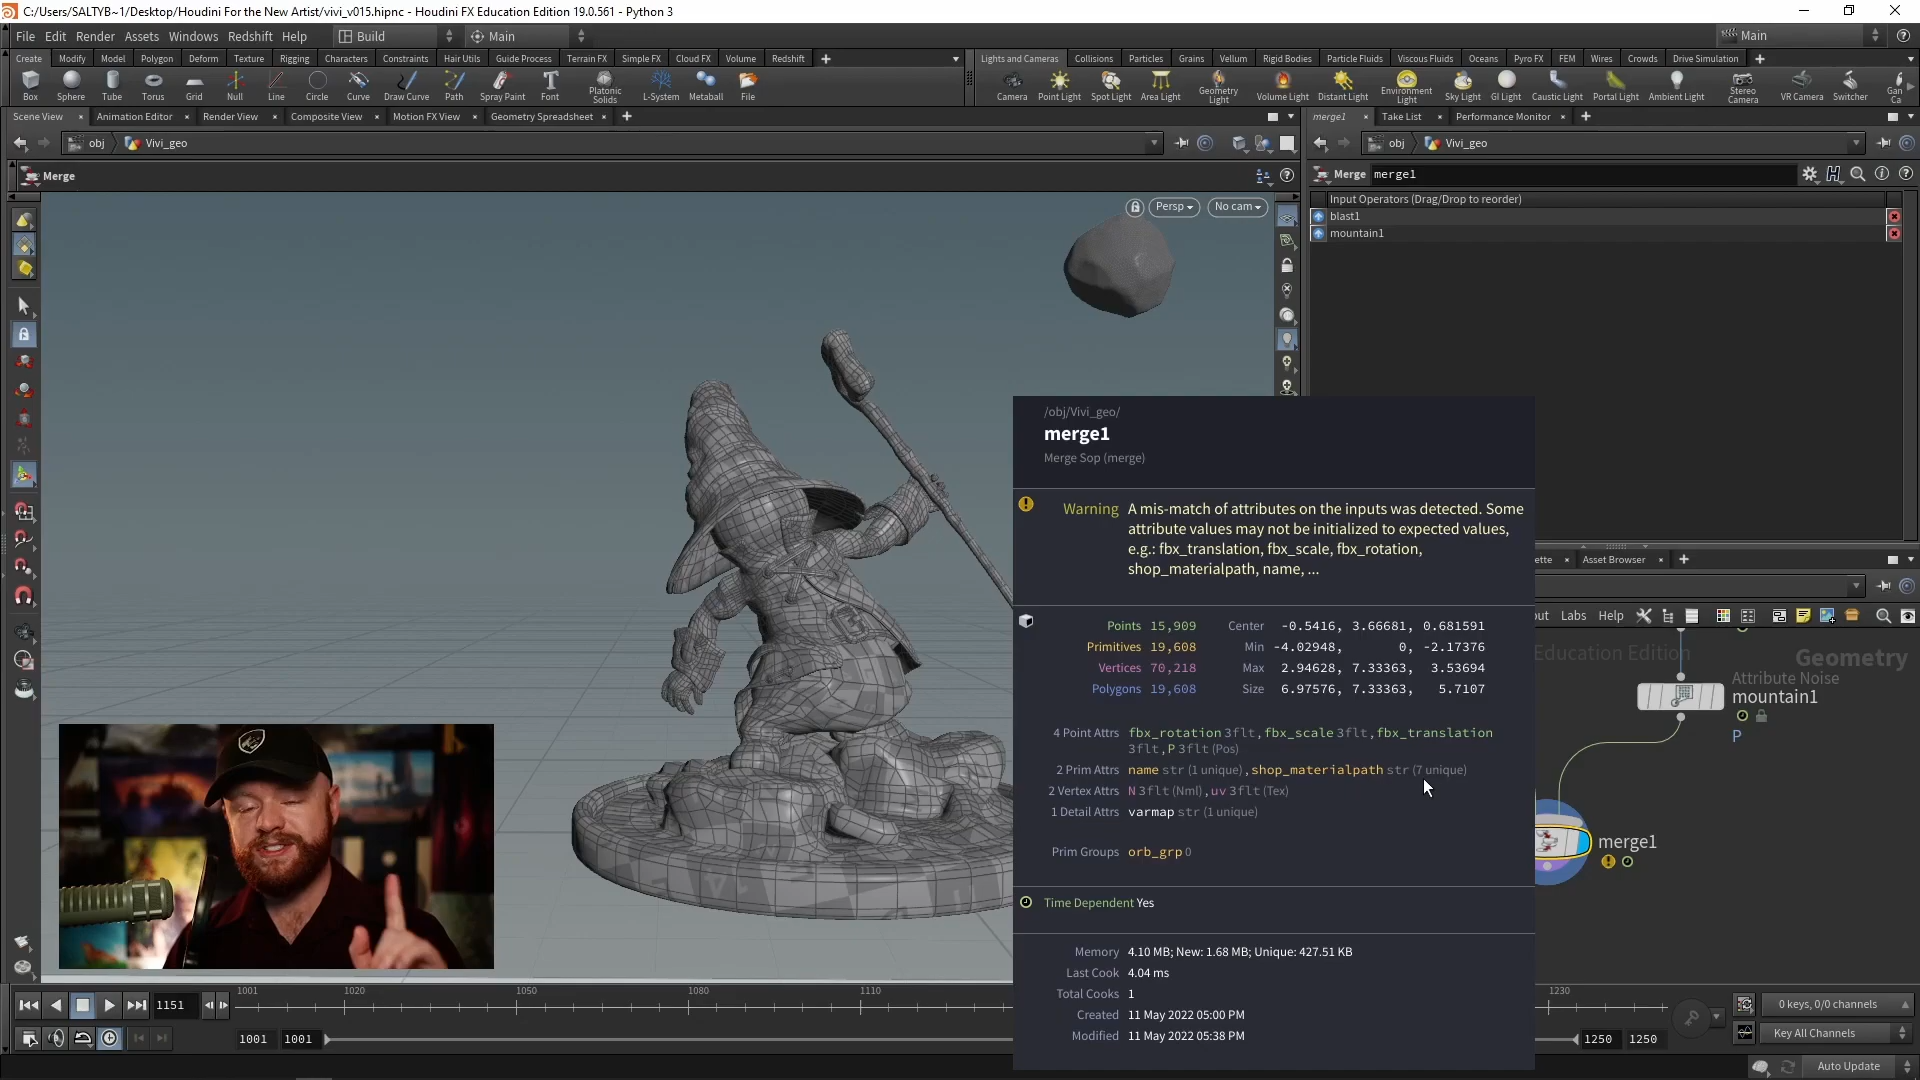 C:/Users/SALTYB~1/Desktop/Houdini For the New Artist/vivi_v015.hipnc - Houdini FX Education Edition 19.0.561 - Python 3
File Edit Render Assets Windows Redshift Help Build Main Main
Create Modify Model Polygon Deform Texture Rigging Characters Constraints Hair Utils Guide Process Terrain FX Simple FX Cloud FX Volume Redshift
Lights and Cameras Collisions Particles Grains Vellum Rigid Bodies Particle Fluids Viscous Fluids Oceans Pyro FX FEM Wires Crowds Drive Simulation
Box Sphere Tube Torus Grid Null Line Circle Curve Draw Curve Path Spray Paint Font Platonic Solids L-System Metaball File
Camera Point Light Spot Light Area Light Geometry Light Volume Light Distant Light Environment Light Sky Light GI Light Caustic Light Portal Light Ambient Light Stereo Camera VR Camera Switcher Gan Ca
Scene View Animation Editor Render View Composite View Motion FX View Geometry Spreadsheet
merge1 Take List Performance Monitor
obj Vivi_geo
obj Vivi_geo
Merge
Merge merge1
Input Operators (Drag/Drop to reorder)
blast1
mountain1
Persp No cam
/obj/Vivi_geo/
merge1
Merge Sop (merge)
Warning A mis-match of attributes on the inputs was detected. Some
attribute values may not be initialized to expected values,
e.g.: fbx_translation, fbx_scale, fbx_rotation,
shop_materialpath, name, ...
Points 15,909 Center -0.5416, 3.66681, 0.681591
Primitives 19,608 Min -4.02948, 0, -2.17376
Vertices 70,218 Max 2.94628, 7.33363, 3.53694
Polygons 19,608 Size 6.97576, 7.33363, 5.7107
4 Point Attrs fbx_rotation 3flt, fbx_scale 3flt, fbx_translation
3flt, P 3flt (Pos)
2 Prim Attrs name str (1 unique), shop_materialpath str (7 unique)
2 Vertex Attrs N 3flt (Nml), uv 3flt (Tex)
1 Detail Attrs varmap str (1 unique)
Prim Groups orb_grp 0
Time Dependent Yes
Memory 4.10 MB; New: 1.68 MB; Unique: 427.51 KB
Last Cook 4.04 ms
Total Cooks 1
Created 11 May 2022 05:00 PM
Modified 11 May 2022 05:38 PM
ette Asset Browser
out Labs Help
Education Edition Geometry
Attribute Noise
mountain1
P
merge1
1151 1001 1020 1050 1080 1110 1230
0 keys, 0/0 channels
1001 1001 1250 1250
Key All Channels
Auto Update